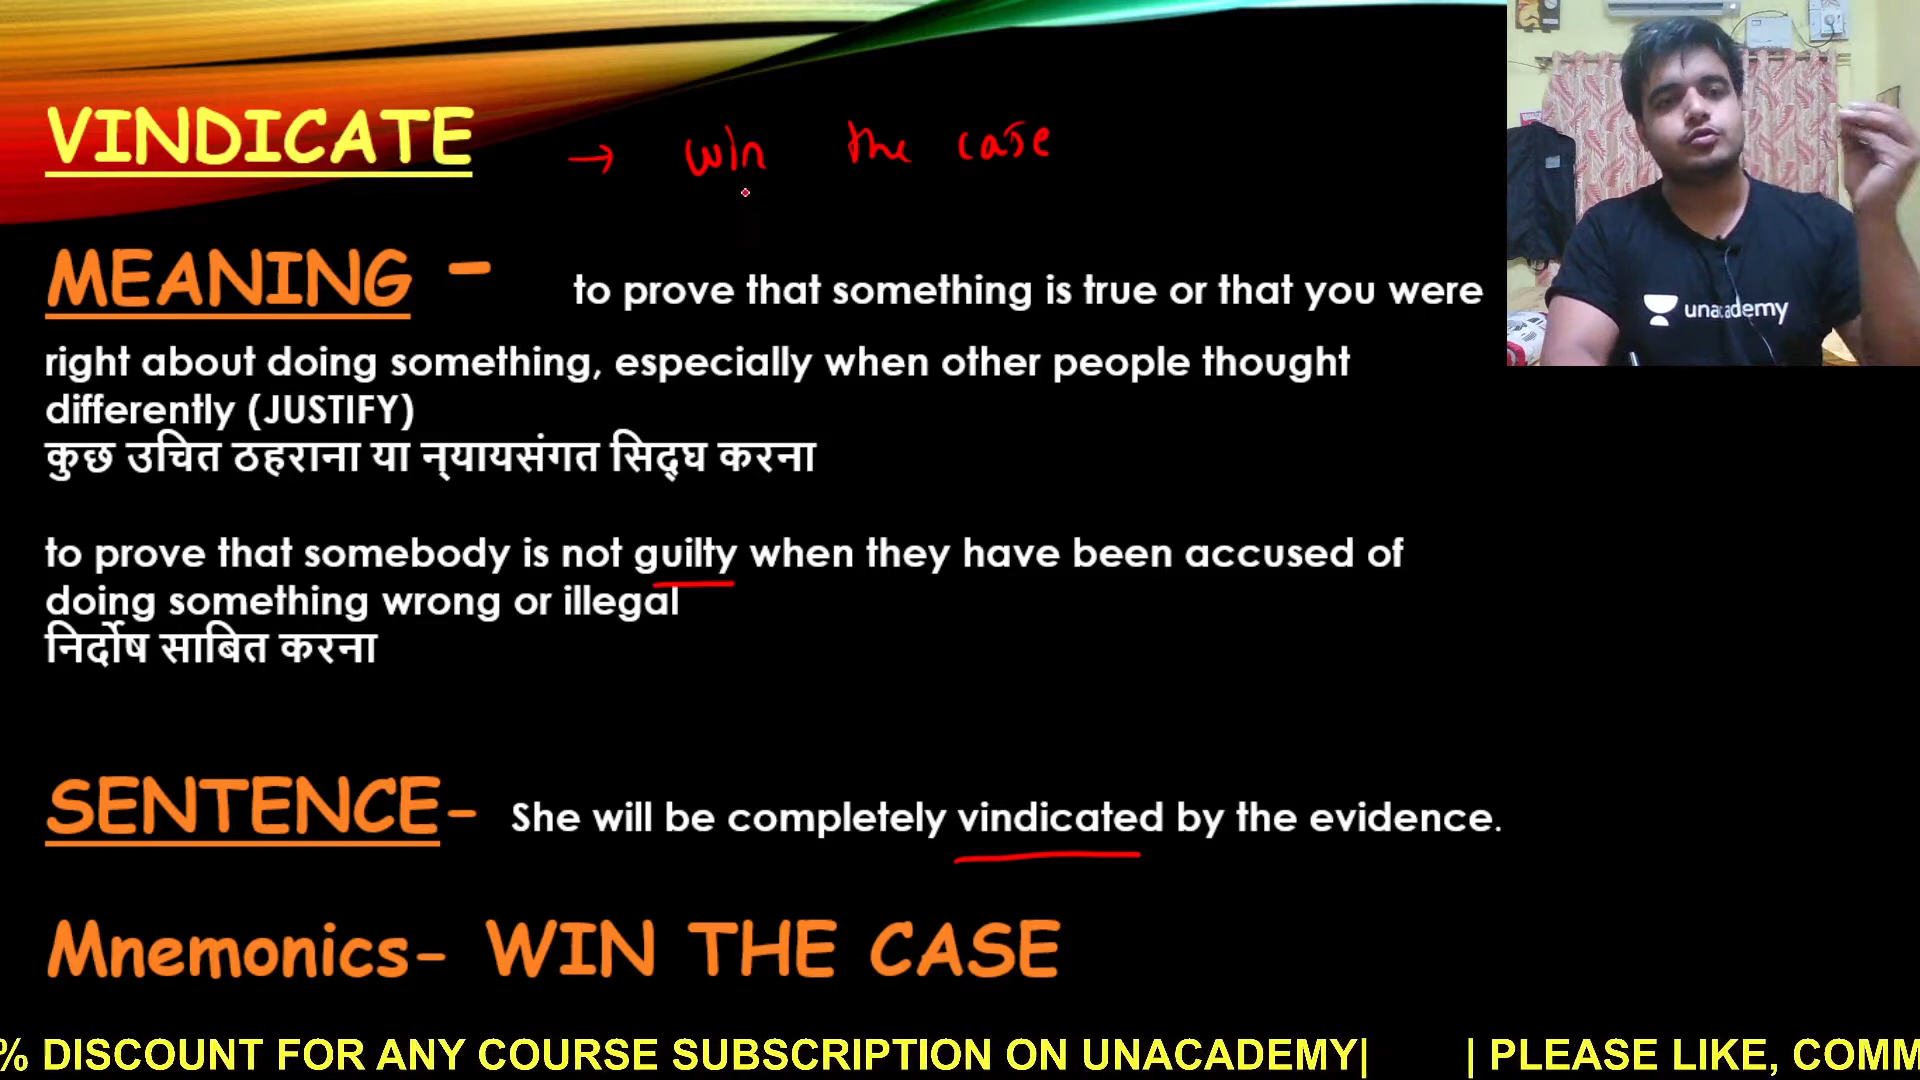 VINDICATE
→ win the case
MEANING -
to prove that something is true or that you were
right about doing something, especially when other people thought
differently (JUSTIFY)
कुछ उचित ठहराना या न्‍यायसंगत सिद्‍घ करना
to prove that somebody is not guilty when they have been accused of
doing something wrong or illegal
निर्दोष साबित करना
SENTENCE- She will be completely vindicated by the evidence.
Mnemonics- WIN THE CASE
unacademy
% DISCOUNT FOR ANY COURSE SUBSCRIPTION ON UNACADEMY| | PLEASE LIKE, COMM